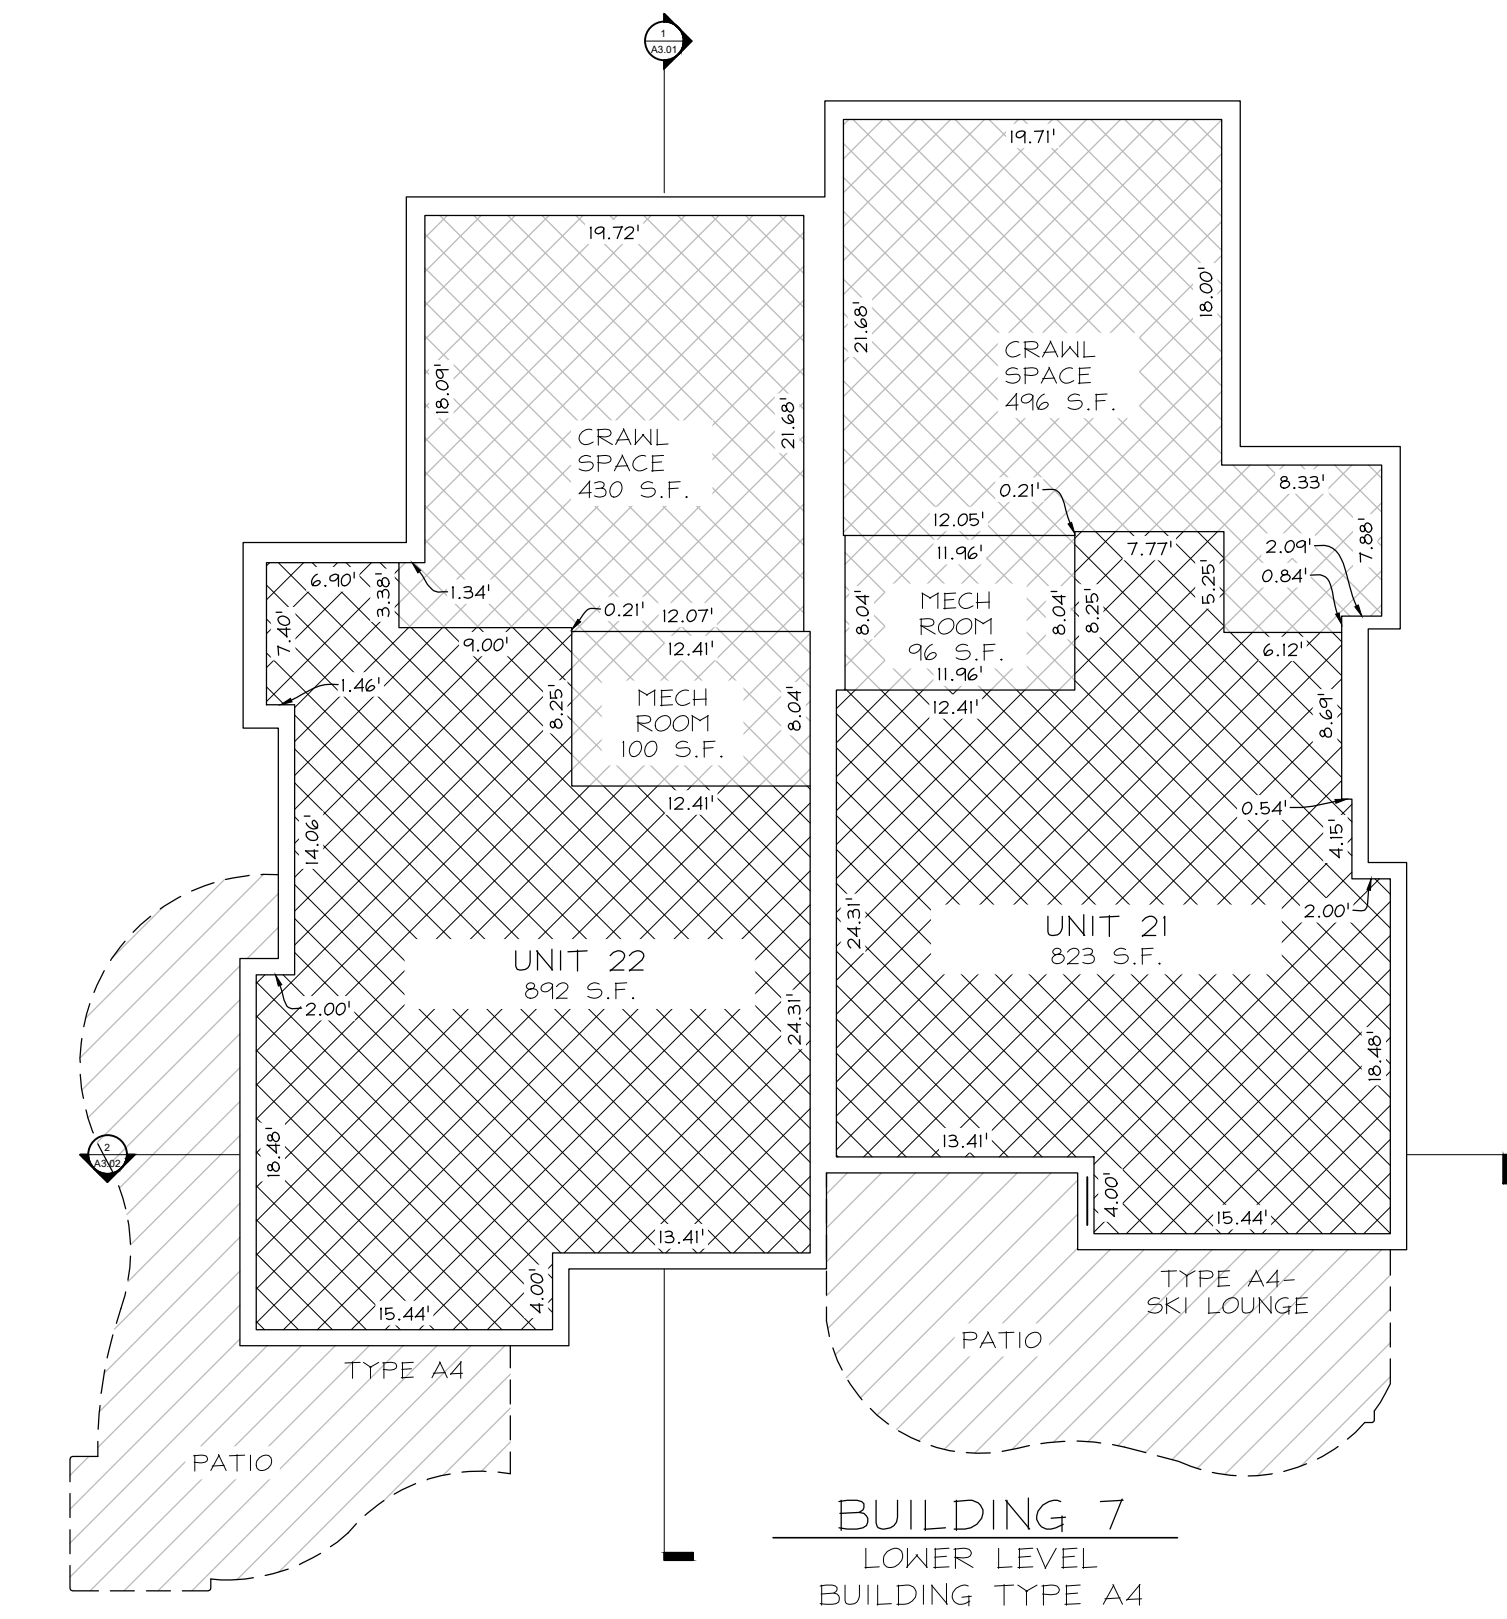 1
A3.01
19.71'
19.72'
18.09'
21.68'
CRAWL
SPACE
430 S.F.
21.68'
18.00'
CRAWL
SPACE
496 S.F.
8.33'
7.88'
0.21'
12.05'
11.96'
7.77'
2.09'
0.84'
5.25'
8.04'
MECH
ROOM
96 S.F.
11.96'
8.04'
8.25'
6.12'
12.41'
8.69'
0.54'
4.15'
2.00'
6.90'
3.38'
1.34'
7.40'
9.00'
0.21'
12.07'
12.41'
1.46'
8.25'
MECH
ROOM
100 S.F.
8.04'
12.41'
14.06'
UNIT 22
892 S.F.
2.00'
24.31'
24.31'
UNIT 21
823 S.F.
18.48'
2
A3.02
18.48'
13.41'
4.00'
15.44'
13.41'
4.00'
15.44'
TYPE A4
PATIO
TYPE A4-
SKI LOUNGE
PATIO
BUILDING 7
LOWER LEVEL
BUILDING TYPE A4